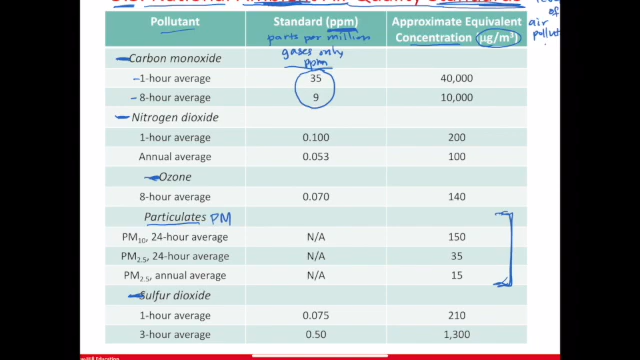 Pollutant Standard (ppm) Approximate Equivalent Concentration (µg/m³)
of
air
pollut
parts per million
gases only
ppm
Carbon monoxide
1-hour average 35 40,000
8-hour average 9 10,000
Nitrogen dioxide
1-hour average 0.100 200
Annual average 0.053 100
Ozone
8-hour average 0.070 140
Particulates PM
PM10, 24-hour average N/A 150
PM2.5, 24-hour average N/A 35
PM2.5, annual average N/A 15
Sulfur dioxide
1-hour average 0.075 210
3-hour average 0.50 1,300